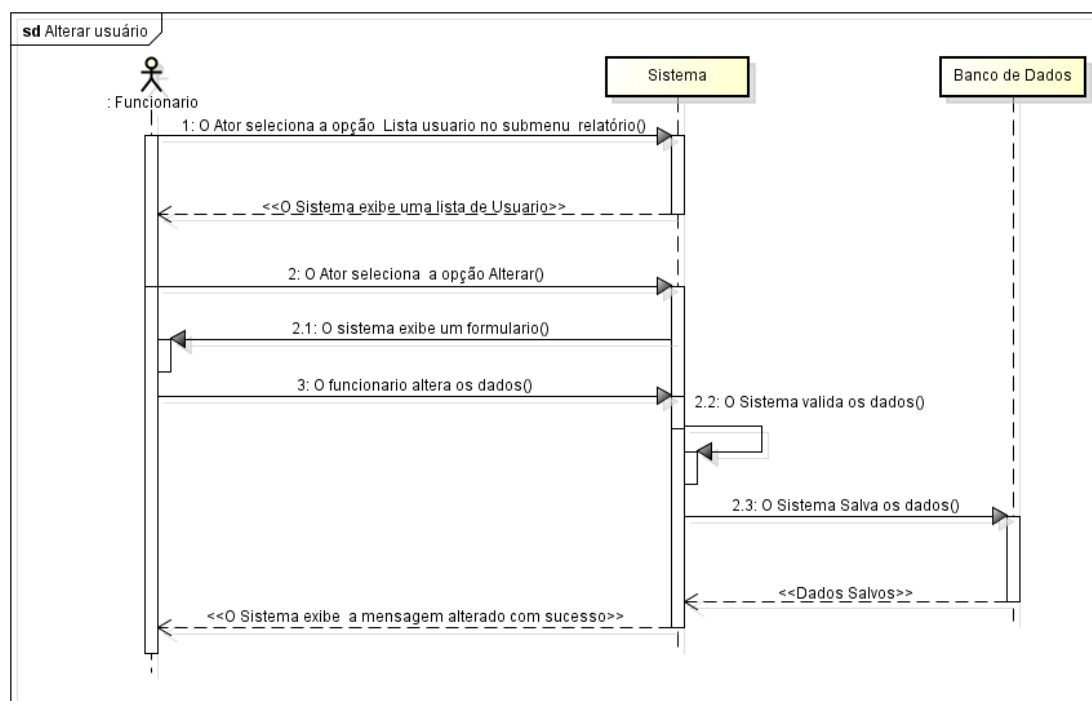 sd Alterar usuário
: Funcionario
Sistema
Banco de Dados
1: O Ator seleciona a opção Lista usuario no submenu relatório()
<<O Sistema exibe uma lista de Usuario>>
2: O Ator seleciona a opção Alterar()
2.1: O sistema exibe um formulario()
3: O funcionario altera os dados()
2.2: O Sistema valida os dados()
2.3: O Sistema Salva os dados()
<<Dados Salvos>>
<<O Sistema exibe a mensagem alterado com sucesso>>